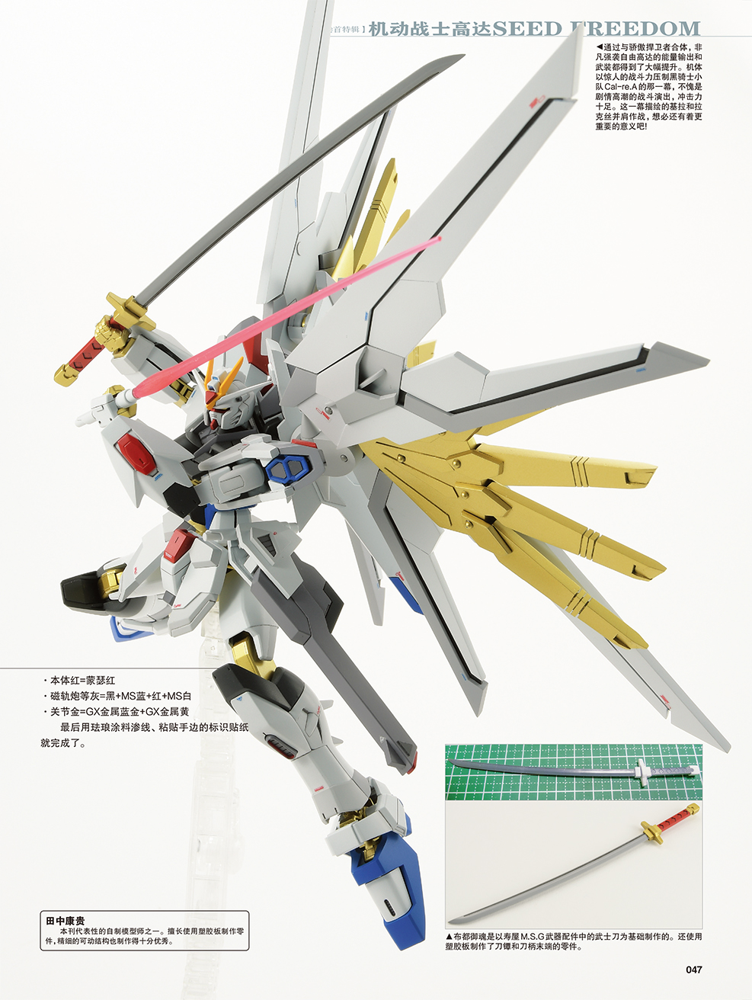 首特辑】机动战士高达SEED FREEDOM
◀通过与骄傲捍卫者合体，非
凡强袭自由高达的能量输出和
武装都得到了大幅提升。机体
以惊人的战斗力压制黑骑士小
队Cal-re.A的那一幕，不愧是
剧情高潮的战斗演出，冲击力
十足。这一幕描绘的基拉和拉
克丝并肩作战，想必还有着更
重要的意义吧！
· 本体红=蒙瑟红
· 磁轨炮等灰=黑+MS蓝+红+MS白
· 关节金=GX金属蓝金+GX金属黄
最后用珐琅涂料渗线、粘贴手边的标识贴纸
就完成了。
田中康贵
本刊代表性的自制模型师之一。擅长使用塑胶板制作零
件，精细的可动结构也制作得十分优秀。
▲布都御魂是以寿屋M.S.G武器配件中的武士刀为基础制作的。还使用
塑胶板制作了刀镡和刀柄末端的零件。
047